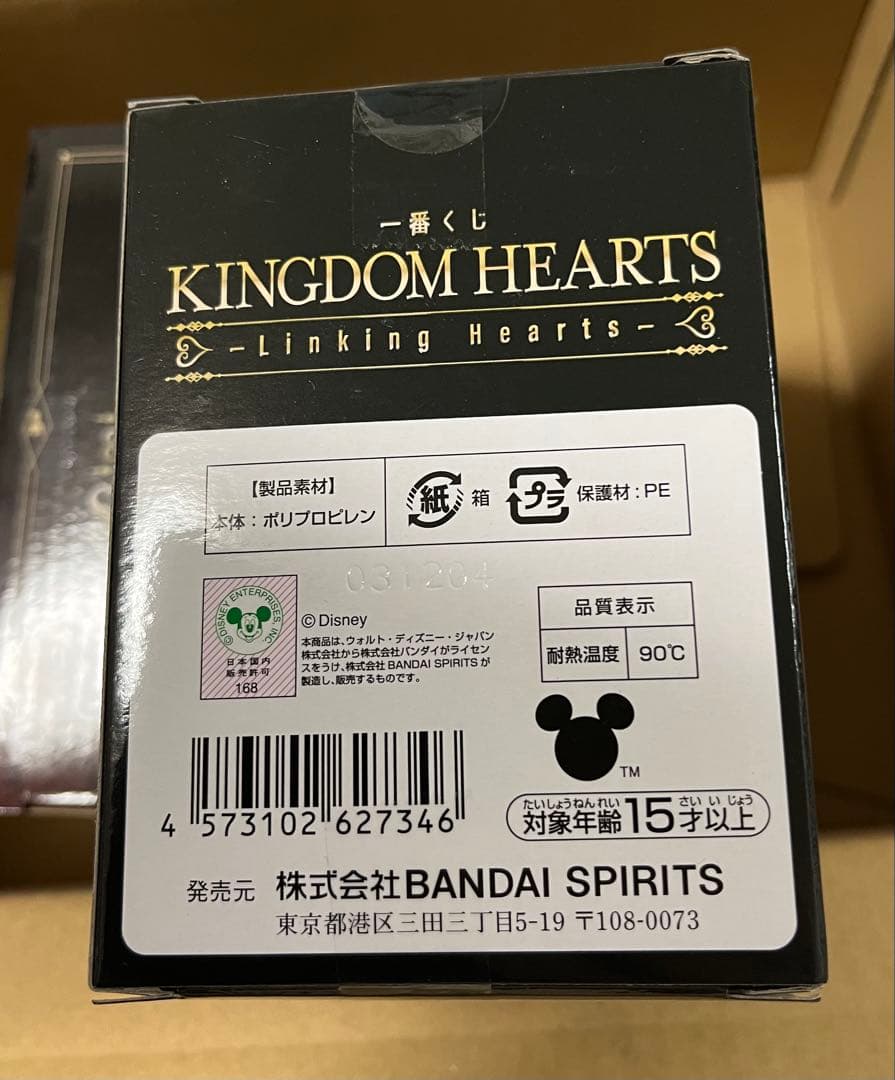 一番くじ
KINGDOM HEARTS
-Linking Hearts-
【製品素材】
本体：ポリプロピレン
紙 箱
プラ 保護材：PE
031204
©DISNEY ENTERPRISES, INC.
日本国内
販売許可
168
©Disney
本商品は、ウォルト・ディズニー・ジャパン
株式会社から株式会社バンダイがライセン
スをうけ、株式会社 BANDAI SPIRITS が
製造し、販売するものです。
品質表示
耐熱温度 90℃
TM
4 573102 627346
たいしょうねんれい さい いじょう
対象年齢15才以上
発売元 株式会社BANDAI SPIRITS
東京都港区三田三丁目5-19 〒108-0073